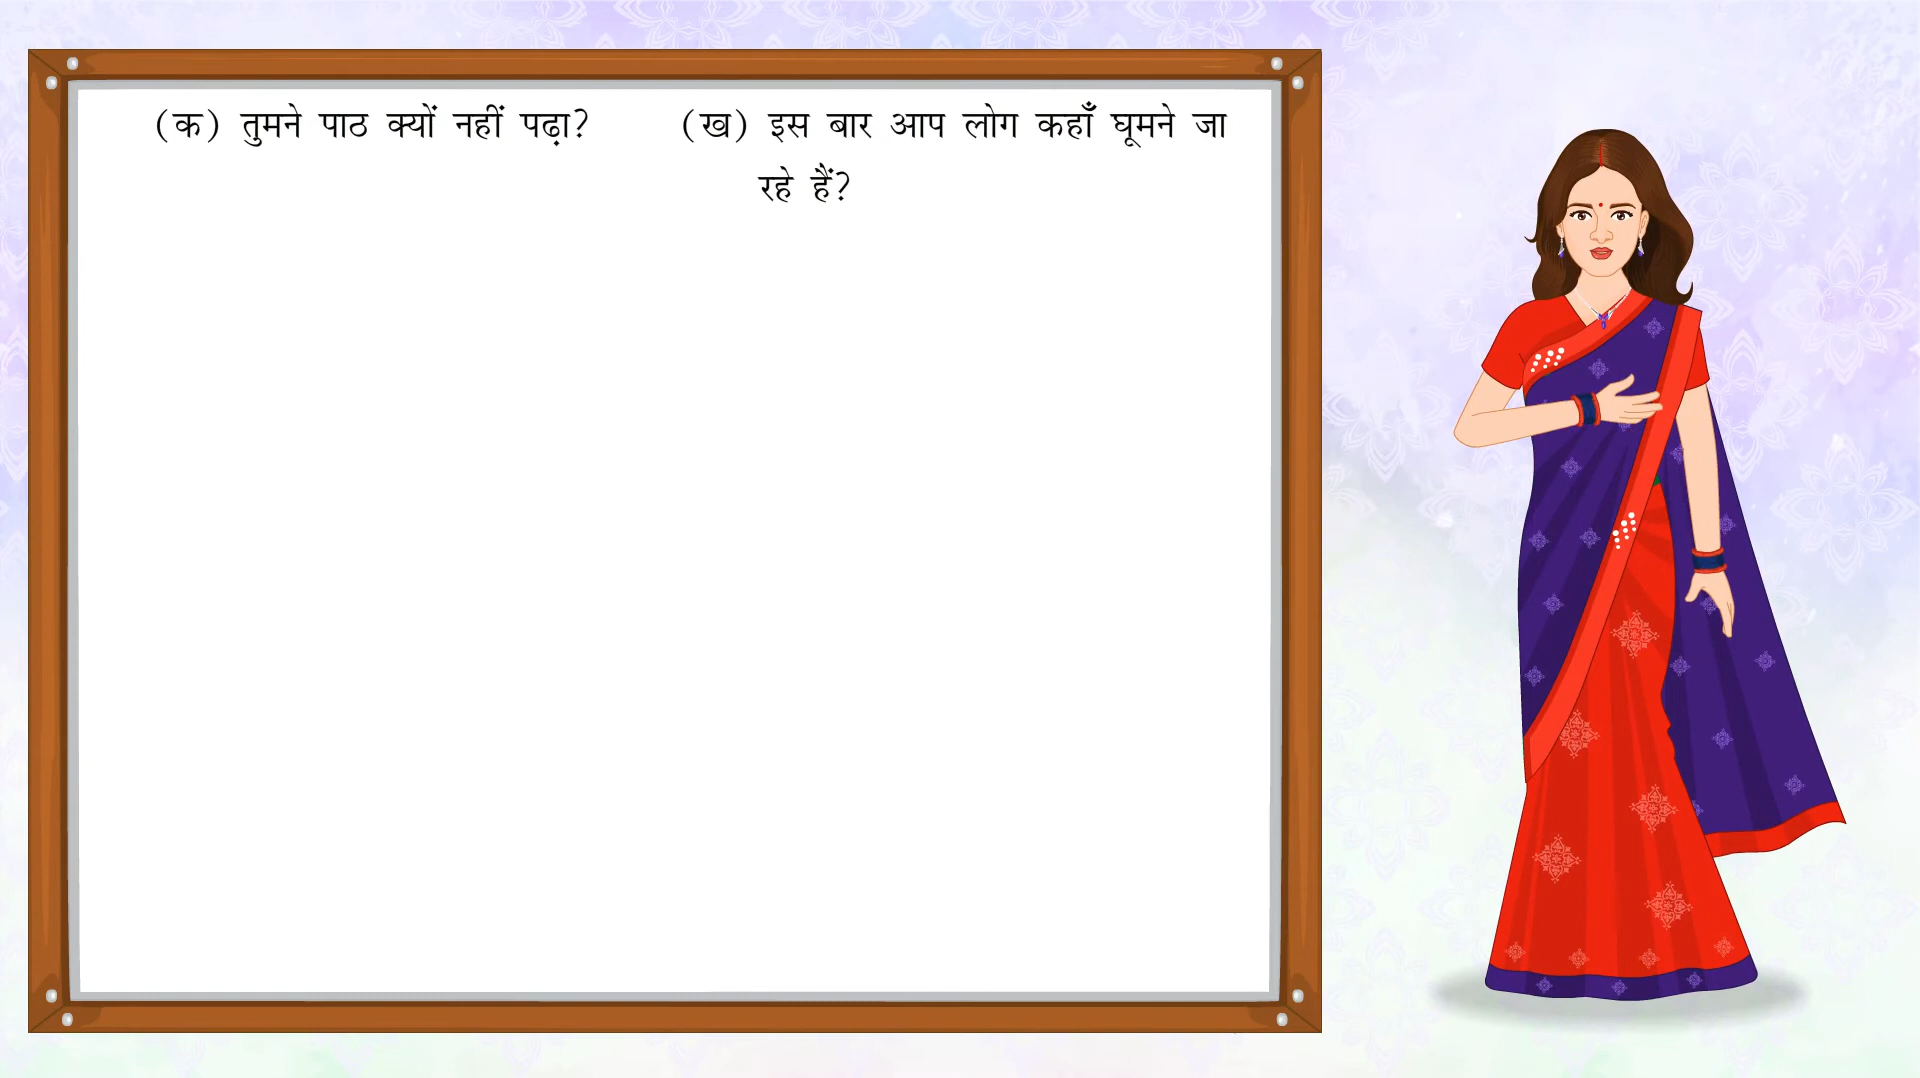 (क) तुमने पाठ क्यों नहीं पढ़ा?
(ख) इस बार आप लोग कहाँ घूमने जा
रहे हैं?